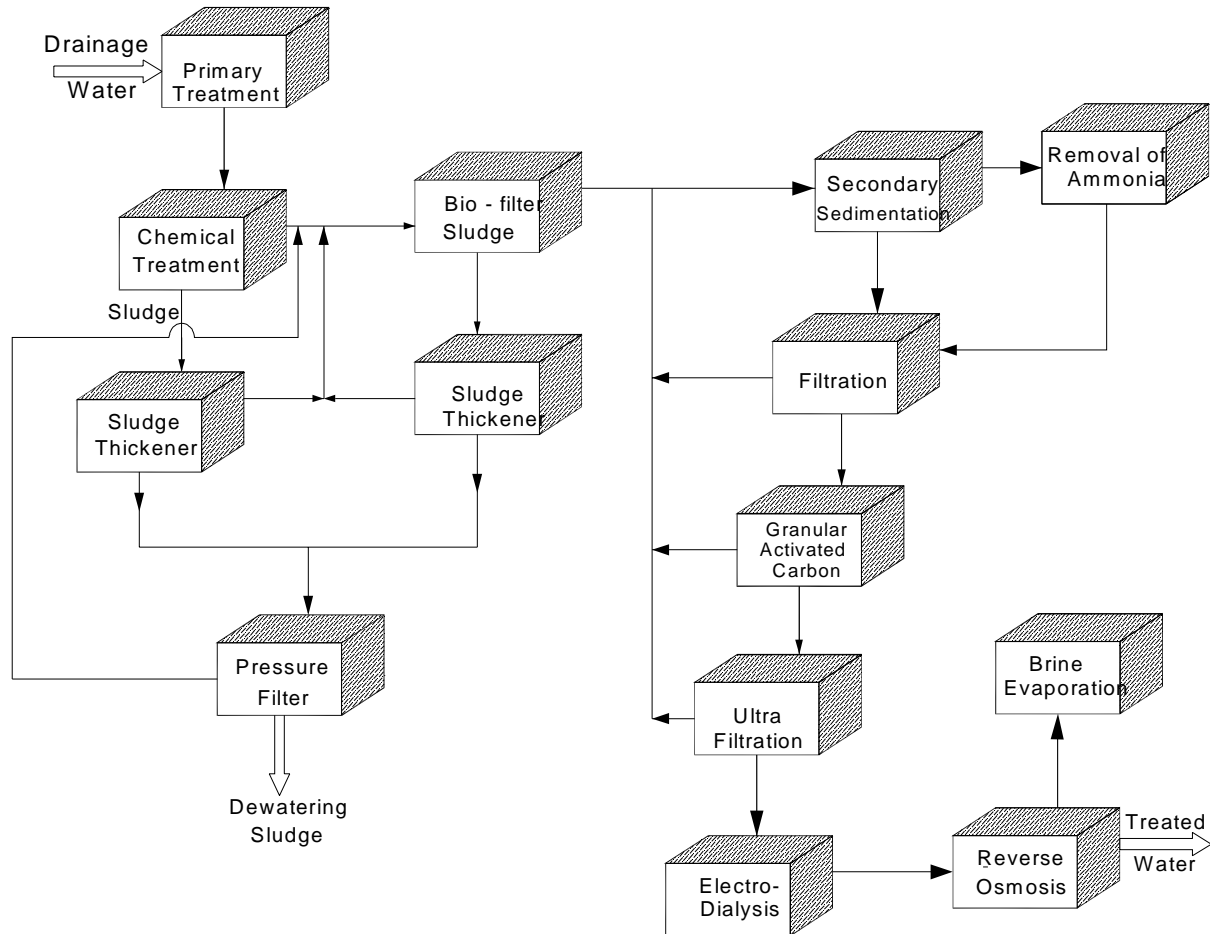 Drainage
Water
Primary
Treatment
Chemical
Treatment
Sludge
Bio - filter
Sludge
Secondary
Sedimentation
Removal of
Ammonia
Sludge
Thickener
Sludge
Thickener
Filtration
Granular
Activated
Carbon
Pressure
Filter
Dewatering
Sludge
Ultra
Filtration
Brine
Evaporation
Electro-
Dialysis
Reverse
Osmosis
Treated
Water